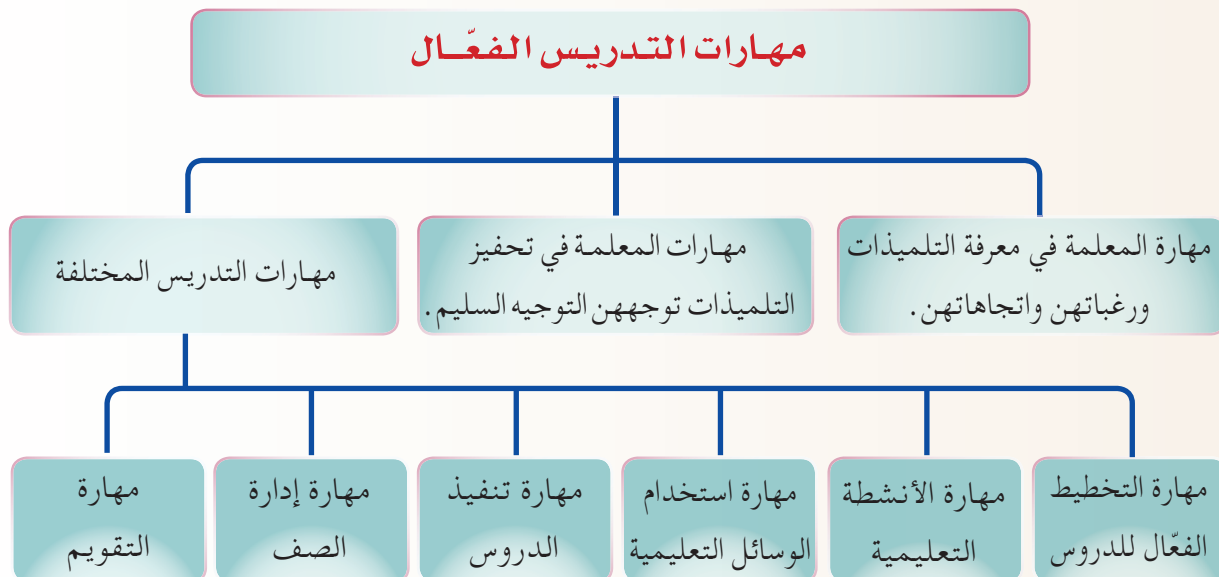 مهارات التدريس الفعّال
مهارة المعلمة في معرفة التلميذات
ورغباتهن واتجاهاتهن.
مهارات المعلمة في تحفيز
التلميذات توجههن التوجيه السليم.
مهارات التدريس المختلفة
مهارة التخطيط
الفعّال للدروس
مهارة الأنشطة
التعليمية
مهارة استخدام
الوسائل التعليمية
مهارة تنفيذ
الدروس
مهارة إدارة
الصف
مهارة
التقويم